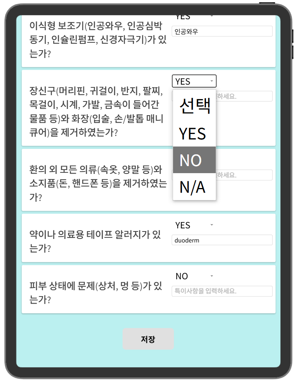 이식형 보조기(인공와우, 인공심박
동기, 인슐린펌프, 신경자극기)가 있
는가?
YES
인공와우
장신구(머리핀, 귀걸이, 반지, 팔찌,
목걸이, 시계, 가발, 금속이 들어간
물품 등)와 화장(입술, 손/발톱 매니
큐어)을 제거하였는가?
YES
하세요.
선택
YES
NO
N/A
환의 외 모든 의류(속옷, 양말 등)와
소지품(돈, 핸드폰 등)을 제거하였는
가?
하세요.
약이나 의료용 테이프 알러지가 있
는가?
YES
duoderm
피부 상태에 문제(상처, 멍 등)가 있
는가?
NO
특이사항을 입력하세요.
저장